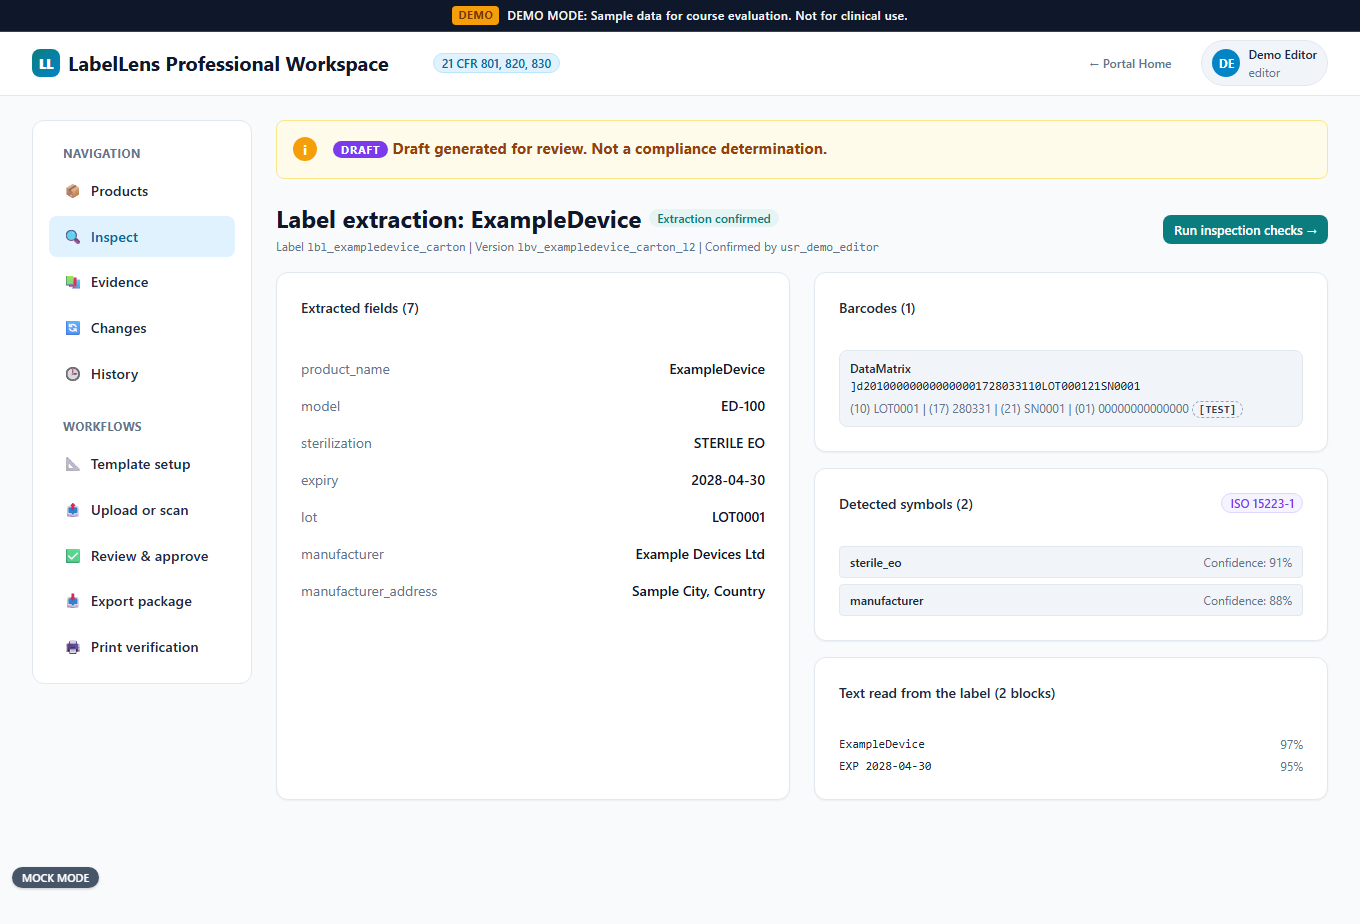 DEMO DEMO MODE: Sample data for course evaluation. Not for clinical use.
LL LabelLens Professional Workspace
21 CFR 801, 820, 830
← Portal Home
DE
Demo Editor
editor
NAVIGATION
Products
Inspect
Evidence
Changes
History
WORKFLOWS
Template setup
Upload or scan
Review & approve
Export package
Print verification
i DRAFT Draft generated for review. Not a compliance determination.
Label extraction: ExampleDevice Extraction confirmed
Label lbl_exampledevice_carton | Version lbv_exampledevice_carton_12 | Confirmed by usr_demo_editor
Run inspection checks →
Extracted fields (7)
product_name ExampleDevice
model ED-100
sterilization STERILE EO
expiry 2028-04-30
lot LOT0001
manufacturer Example Devices Ltd
manufacturer_address Sample City, Country
Barcodes (1)
DataMatrix
]d201000000000000001728033110LOT000121SN0001
(10) LOT0001 | (17) 280331 | (21) SN0001 | (01) 00000000000000 [TEST]
Detected symbols (2) ISO 15223-1
sterile_eo Confidence: 91%
manufacturer Confidence: 88%
Text read from the label (2 blocks)
ExampleDevice 97%
EXP 2028-04-30 95%
MOCK MODE